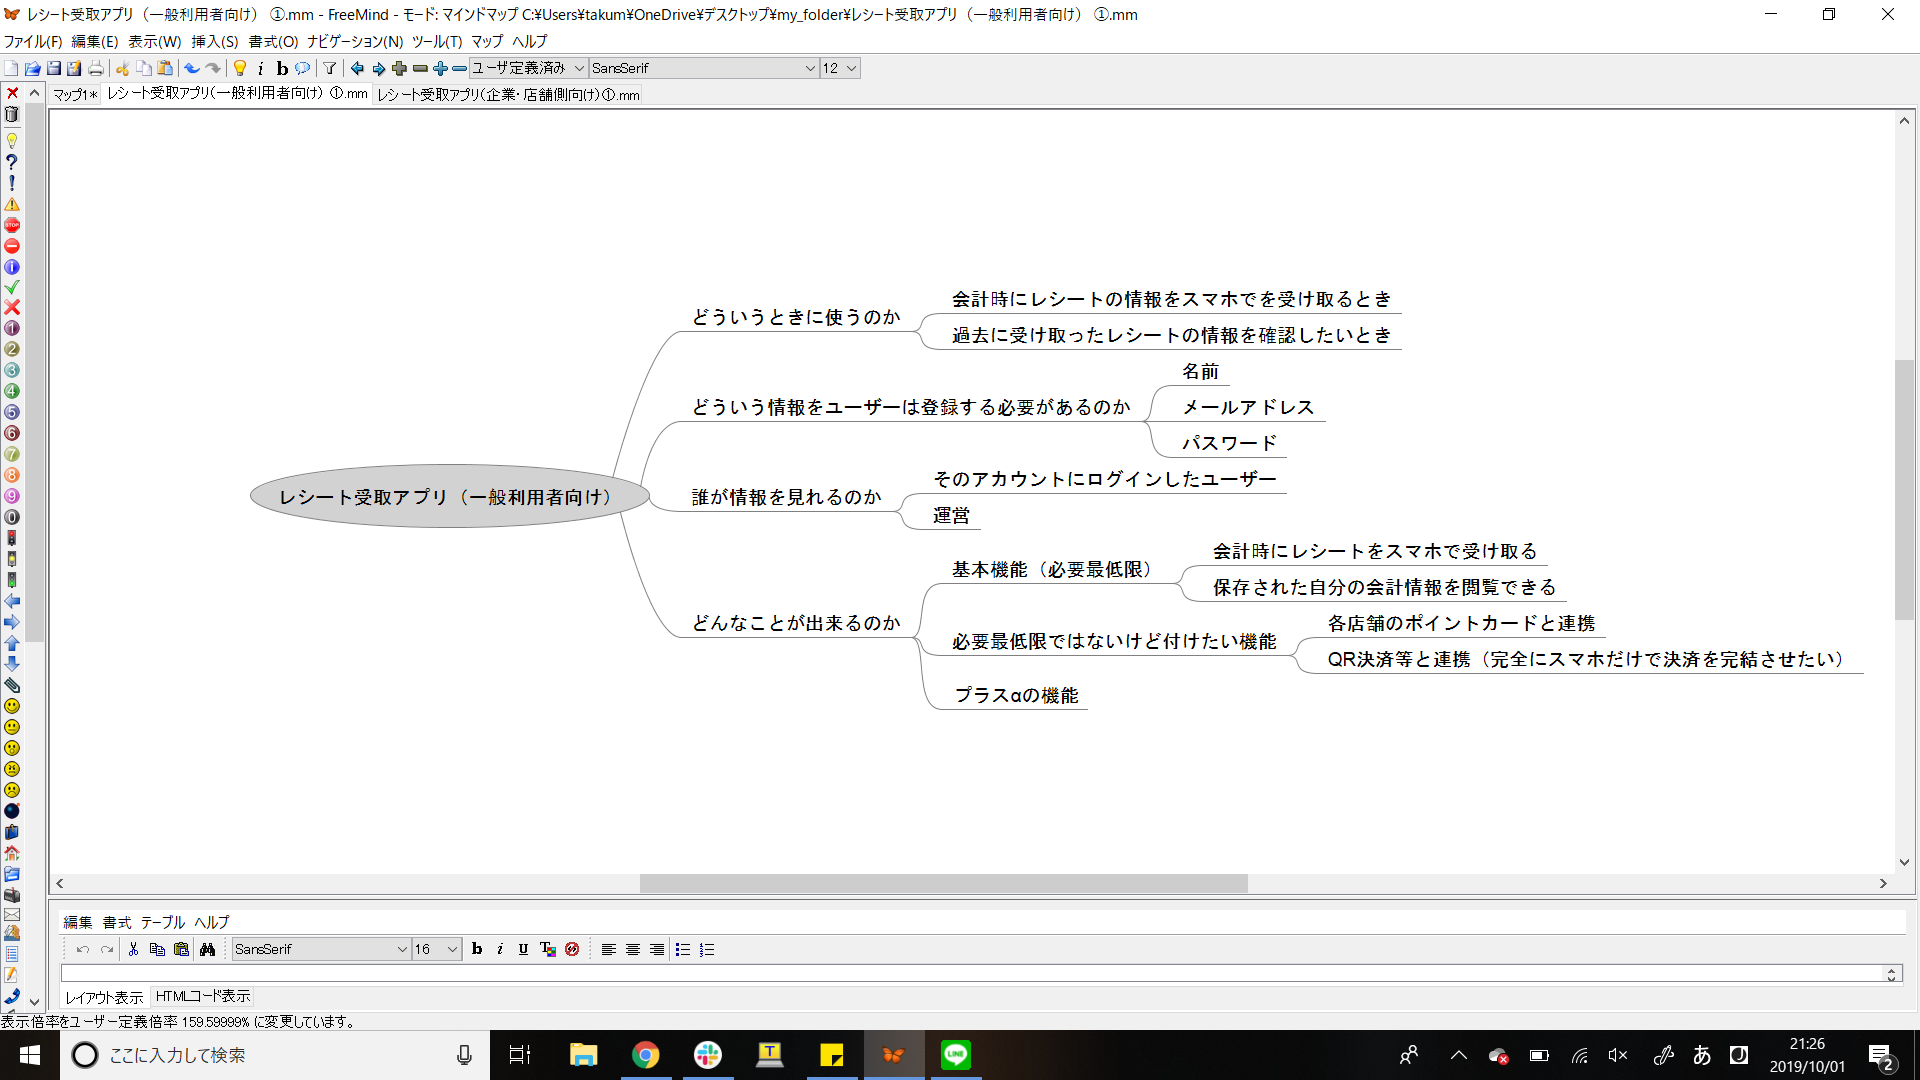 レシート受取アプリ（一般利用者向け） ①.mm - FreeMind - モード: マインドマップ C:¥Users¥takum¥OneDrive¥デスクトップ¥my_folder¥レシート受取アプリ（一般利用者向け） ①.mm
ファイル(F) 編集(E) 表示(W) 挿入(S) 書式(O) ナビゲーション(N) ツール(T) マップ ヘルプ
ユーザ定義済み SansSerif 12
マップ1＊ レシート受取アプリ(一般利用者向け) ①.mm レシート受取アプリ(企業・店舗側向け)①.mm
どういうときに使うのか
会計時にレシートの情報をスマホでを受け取るとき
過去に受け取ったレシートの情報を確認したいとき
どういう情報をユーザーは登録する必要があるのか
名前
メールアドレス
パスワード
レシート受取アプリ（一般利用者向け）
誰が情報を見れるのか
そのアカウントにログインしたユーザー
運営
どんなことが出来るのか
基本機能（必要最低限）
会計時にレシートをスマホで受け取る
保存された自分の会計情報を閲覧できる
必要最低限ではないけど付けたい機能
各店舗のポイントカードと連携
QR決済等と連携（完全にスマホだけで決済を完結させたい）
プラスαの機能
編集 書式 テーブル ヘルプ
SansSerif 16
レイアウト表示 HTMLコード表示
表示倍率をユーザー定義倍率 159.59999% に変更しています。
ここに入力して検索
LINE
あ
21:26
2019/10/01
2